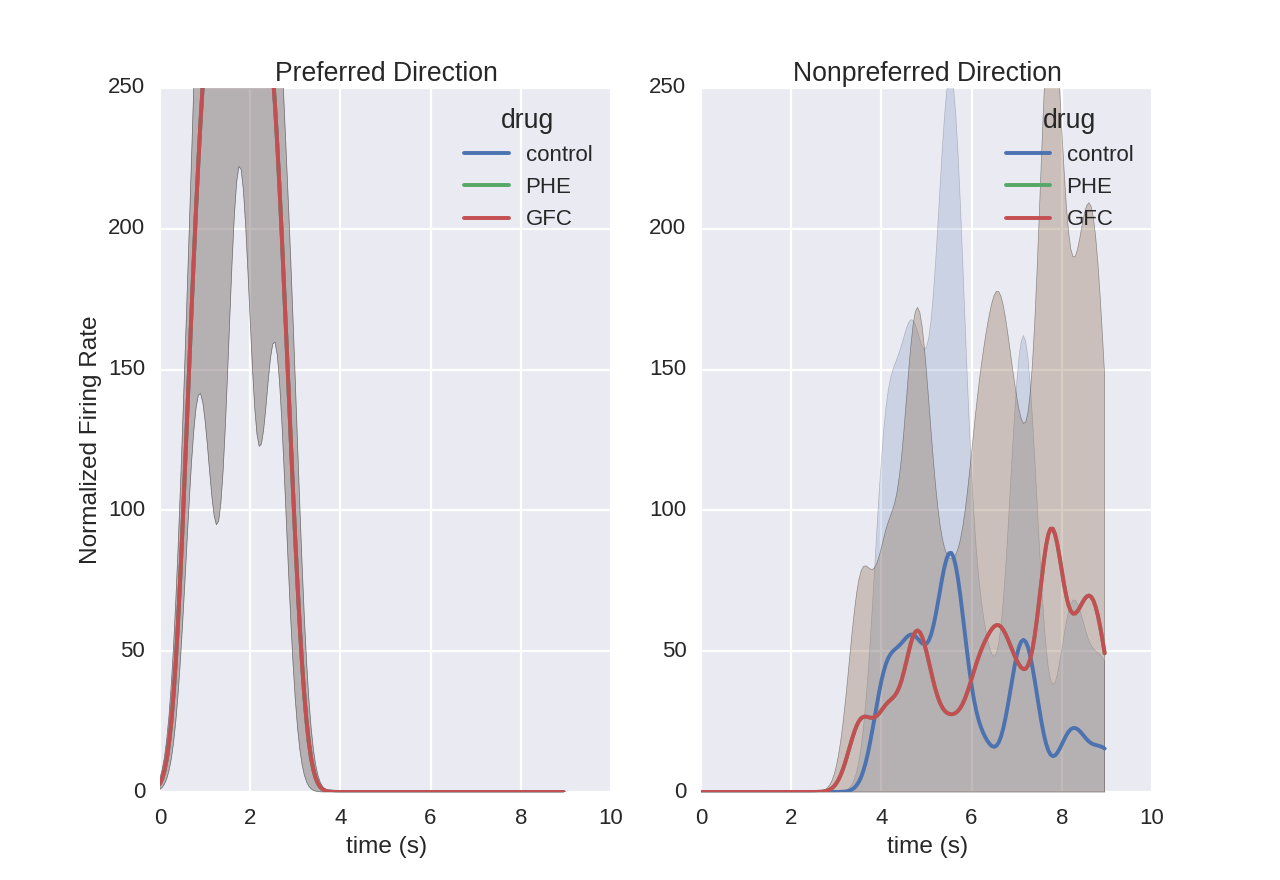 Preferred Direction
250
200
150
100
50
0
Normalized Firing Rate
drug
control
PHE
GFC
0 2 4 6 8 10
time (s)
Nonpreferred Direction
250
200
150
100
50
0
drug
control
PHE
GFC
0 2 4 6 8 10
time (s)